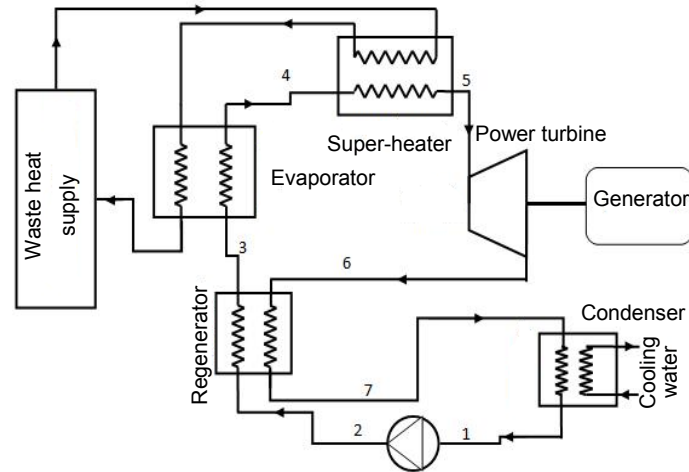 4
5
Super-heater
Power turbine
Evaporator
Waste heat
supply
Generator
3
6
Regenerator
Condenser
Cooling
water
7
2
1